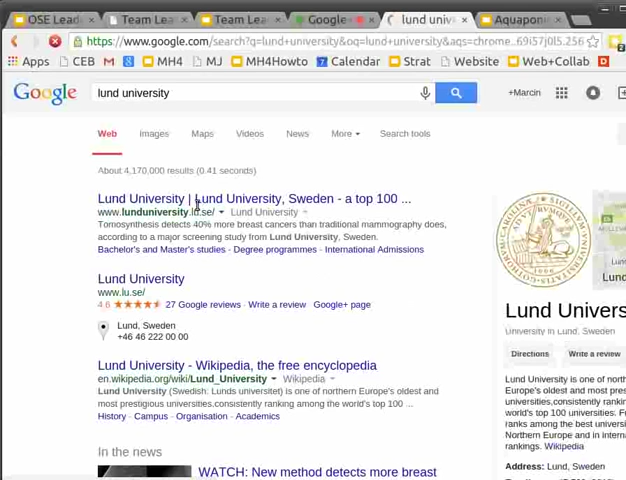 OSE Lead
Team Lea
Team Lea
Google
lund univ
Aquapon
https://www.google.com/search?q=lund+university&oq=lund+university&aqs=chrome..69i57j0l5.256
Apps CEB MH4 MJ MH4Howto Calendar Strat Website Web+Collab
Google
lund university
+Marcin
Web Images Maps Videos News More Search tools
About 4,170,000 results (0.41 seconds)
Lund University | Lund University, Sweden - a top 100 ...
www.lunduniversity.lu.se/ Lund University
Tomosynthesis detects 40% more breast cancers than traditional mammography does,
according to a major screening study from Lund University, Sweden.
Bachelor's and Master's studies - Degree programmes - International Admissions
Lund University
www.lu.se/
4.6 27 Google reviews · Write a review · Google+ page
Lund, Sweden
+46 46 222 00 00
Lund University - Wikipedia, the free encyclopedia
en.wikipedia.org/wiki/Lund_University Wikipedia
Lund University (Swedish: Lunds universitet) is one of northern Europe's oldest and
most prestigious universities,consistently ranking among the world's top 100 ...
History - Campus - Organisation - Academics
In the news
WATCH: New method detects more breast
Lund
Lund Univers
University in Lund, Sweden
Directions Write a review
Lund University is one of nort
Europe's oldest and most pres
universities,consistently rankin
world's top 100 universities. F
ranks among the best universi
Northern Europe and in intern
rankings. Wikipedia
Address: Lund, Sweden